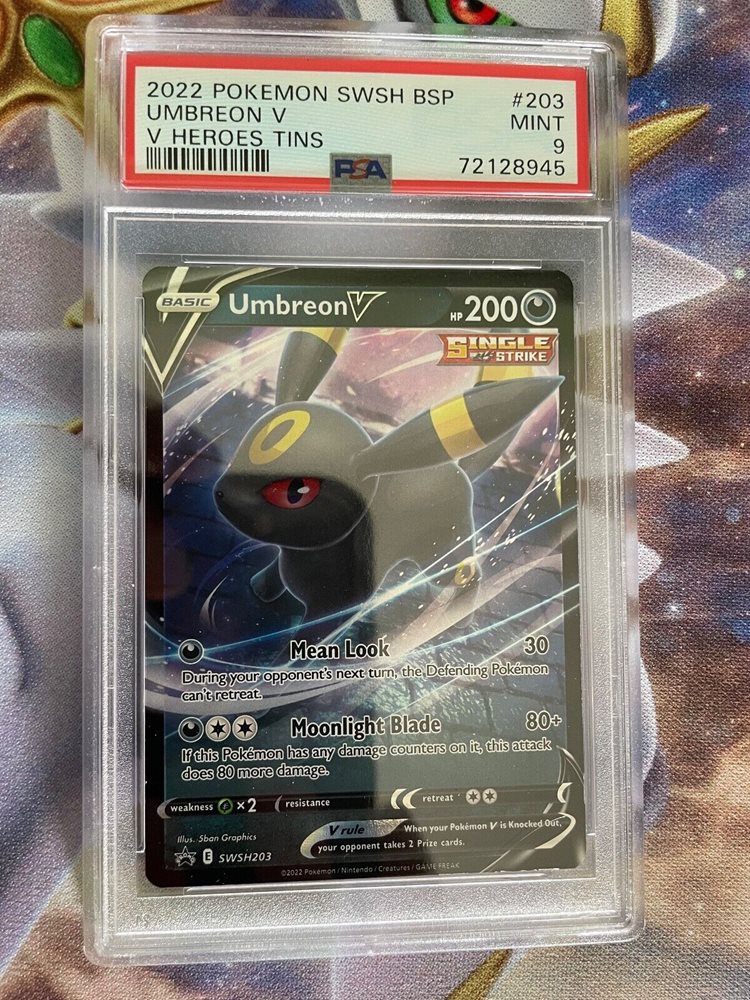 2022 POKEMON SWSH BSP #203
UMBREON V MINT
V HEROES TINS 9
PSA 72128945
BASIC Umbreon V HP 200
SINGLE STRIKE
Mean Look 30
During your opponent's next turn, the Defending Pokémon
can't retreat.
Moonlight Blade 80+
If this Pokémon has any damage counters on it, this attack
does 80 more damage.
weakness ×2 resistance retreat
V rule When your Pokémon V is Knocked Out,
your opponent takes 2 Prize cards.
Illus. 5ban Graphics
E SWSH203
©2022 Pokémon / Nintendo / Creatures / GAME FREAK